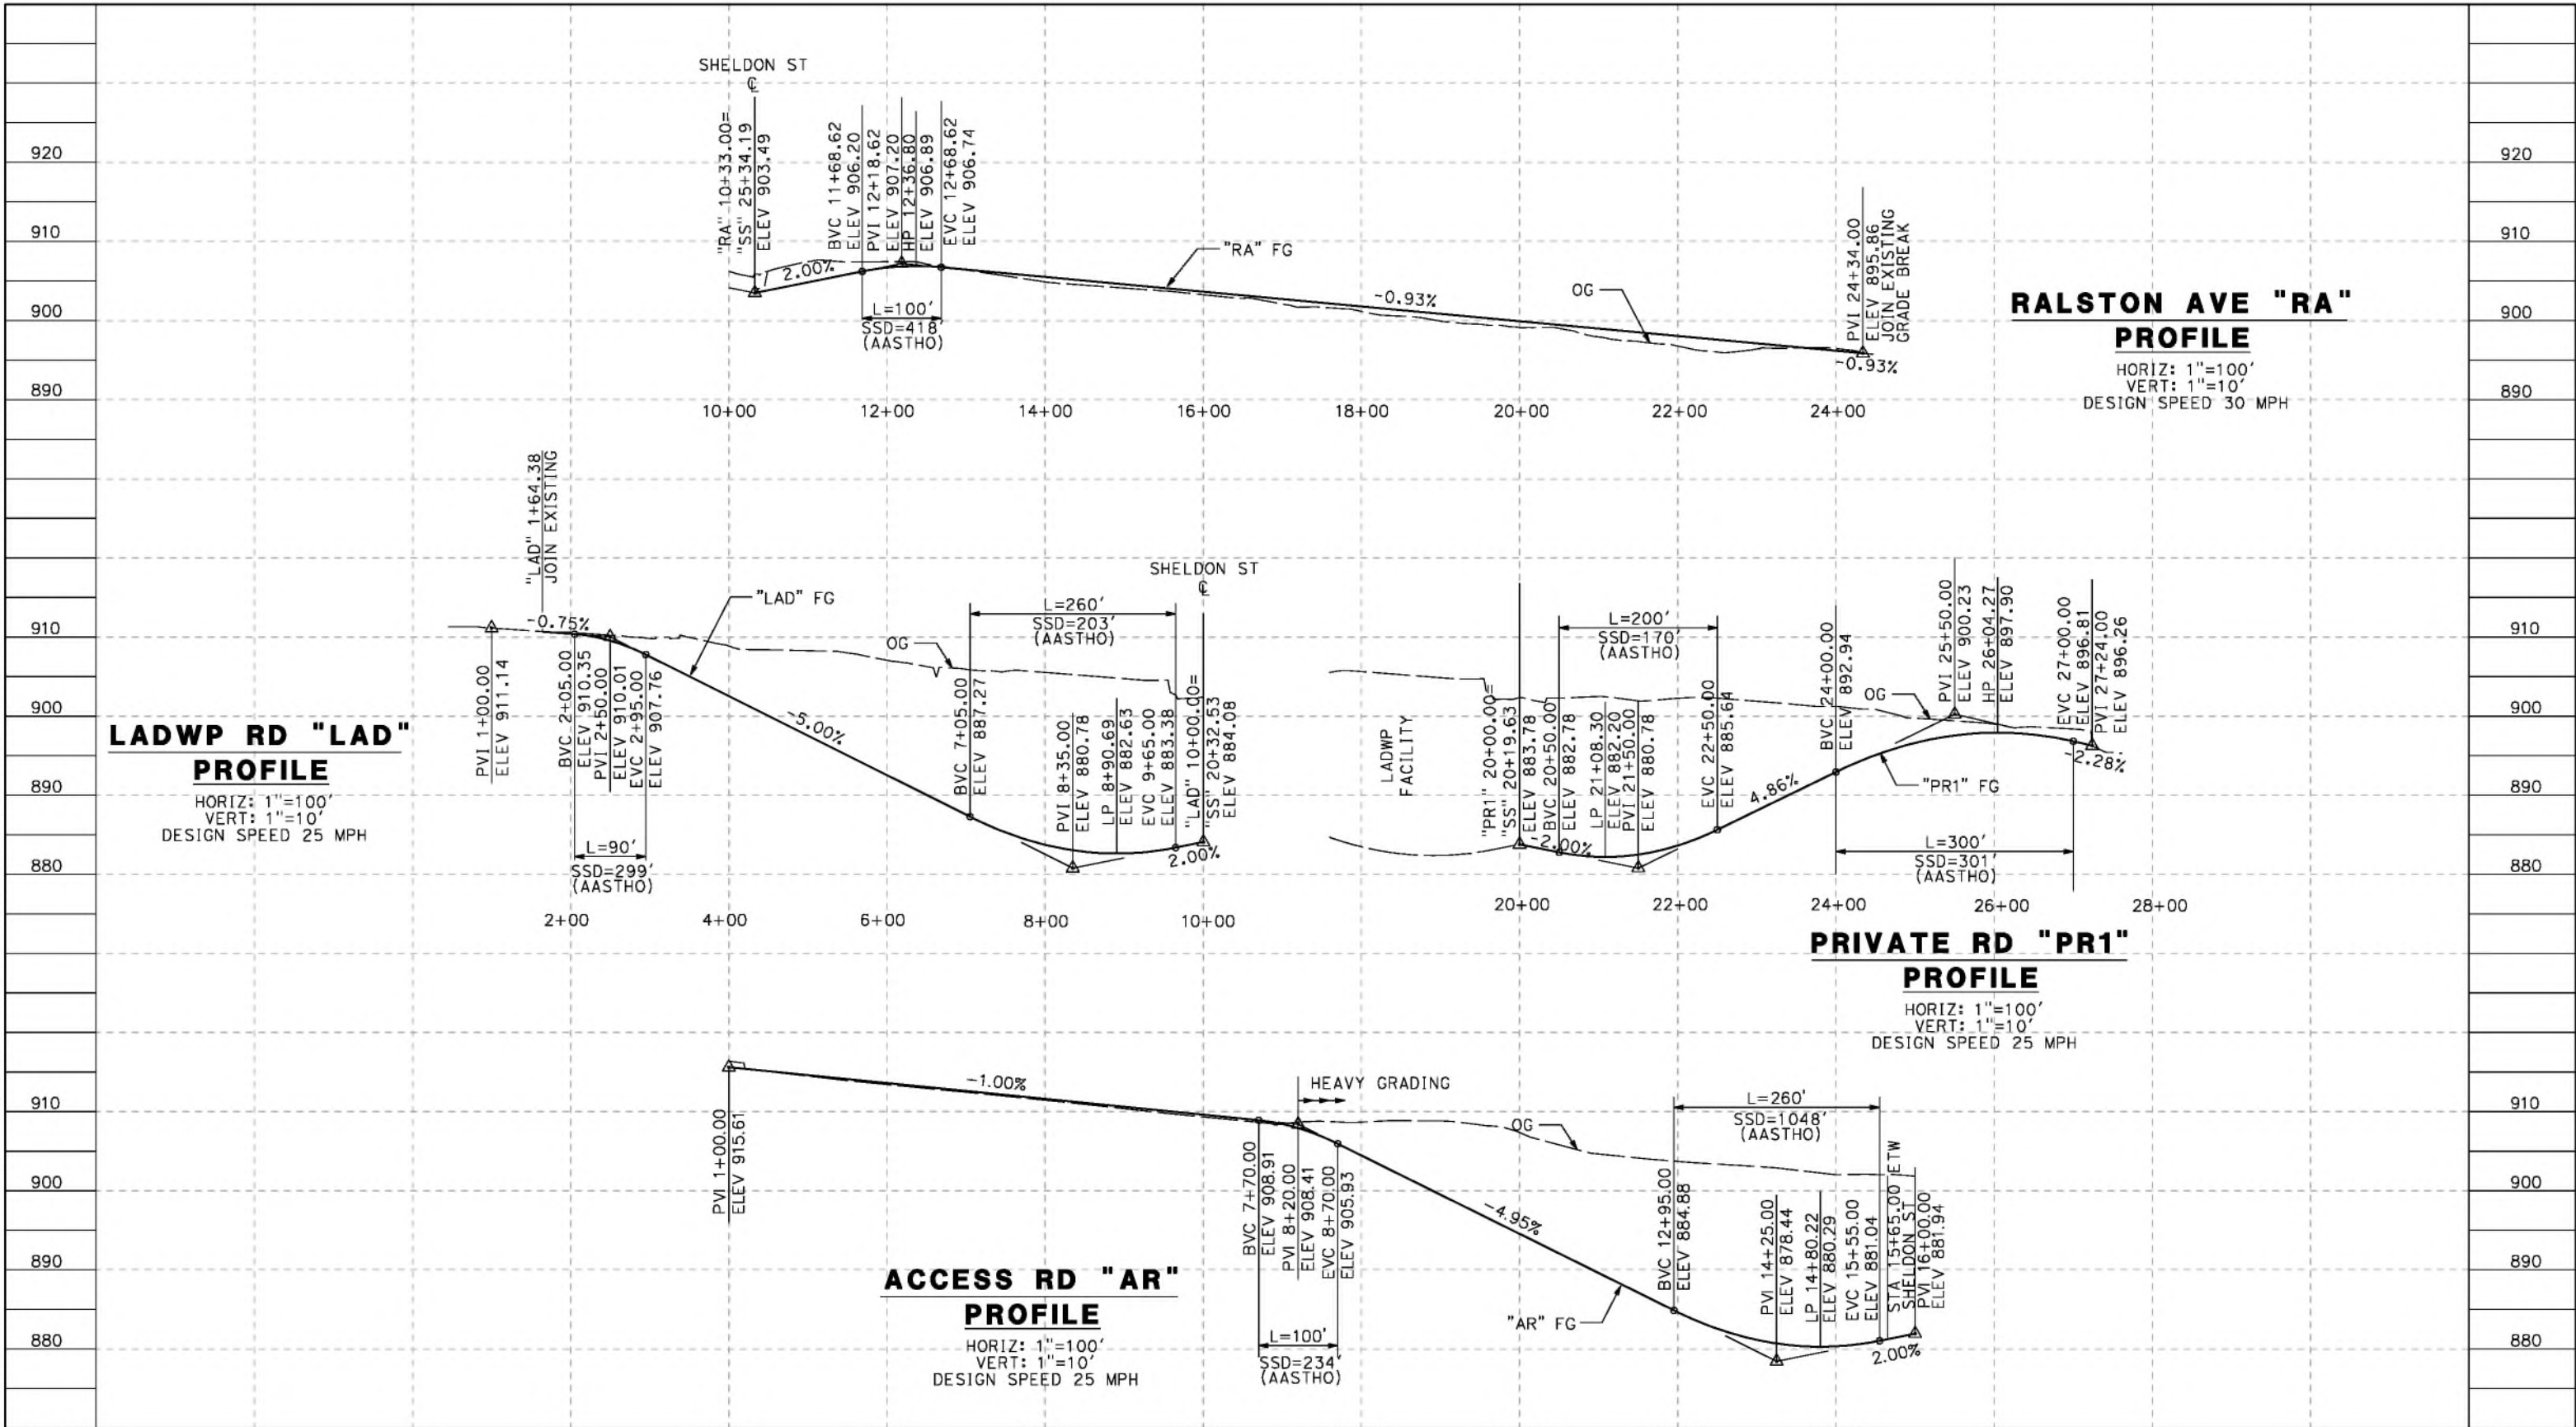 SHELDON ST
℄
"RA" 10+33.00=
"SS" 25+34.19
ELEV 903.49
BVC 11+68.62
ELEV 906.20
PVI 12+18.62
ELEV 907.20
HP 12+36.80
ELEV 906.89
EVC 12+68.62
ELEV 906.74
2.00%
L=100'
SSD=418'
(AASTHO)
"RA" FG
-0.93%
OG
PVI 24+34.00
ELEV 895.86
JOIN EXISTING
GRADE BREAK
-0.93%
920
910
900
890
920
910
900
890
10+00
12+00
14+00
16+00
18+00
20+00
22+00
24+00
RALSTON AVE "RA"
PROFILE
HORIZ: 1"=100'
VERT: 1"=10'
DESIGN SPEED 30 MPH
"LAD" 1+64.38
JOIN EXISTING
-0.75%
PVI 1+00.00
ELEV 911.14
BVC 2+05.00
ELEV 910.35
PVI 2+50.00
ELEV 910.01
EVC 2+95.00
ELEV 907.76
L=90'
SSD=299'
(AASTHO)
"LAD" FG
-5.00%
OG
L=260'
SSD=203'
(AASTHO)
BVC 7+05.00
ELEV 887.27
PVI 8+35.00
ELEV 880.78
LP 8+90.69
ELEV 882.63
EVC 9+65.00
ELEV 883.38
SHELDON ST
℄
"LAD" 10+00.00=
"SS" 20+32.53
ELEV 884.08
2.00%
910
900
890
880
LADWP RD "LAD"
PROFILE
HORIZ: 1"=100'
VERT: 1"=10'
DESIGN SPEED 25 MPH
2+00
4+00
6+00
8+00
10+00
LADWP
FACILITY
"PR1" 20+00.00=
"SS" 20+19.63
ELEV 883.78
BVC 20+50.00
ELEV 882.78
-2.00%
L=200'
SSD=170'
(AASTHO)
LP 21+08.30
ELEV 882.20
PVI 21+50.00
ELEV 880.78
EVC 22+50.00
ELEV 885.64
4.86%
BVC 24+00.00
ELEV 892.94
OG
"PR1" FG
PVI 25+50.00
ELEV 900.23
HP 26+04.27
ELEV 897.90
EVC 27+00.00
ELEV 896.81
PVI 27+24.00
ELEV 896.26
-2.28%
L=300'
SSD=301'
(AASTHO)
910
900
890
880
20+00
22+00
24+00
26+00
28+00
PRIVATE RD "PR1"
PROFILE
HORIZ: 1"=100'
VERT: 1"=10'
DESIGN SPEED 25 MPH
PVI 1+00.00
ELEV 915.61
-1.00%
HEAVY GRADING
BVC 7+70.00
ELEV 908.91
PVI 8+20.00
ELEV 908.41
EVC 8+70.00
ELEV 905.93
L=100'
SSD=234'
(AASTHO)
-4.95%
OG
"AR" FG
L=260'
SSD=1048'
(AASTHO)
BVC 12+95.00
ELEV 884.88
PVI 14+25.00
ELEV 878.44
LP 14+80.22
ELEV 880.29
EVC 15+55.00
ELEV 881.04
STA 15+65.00 ETW
SHELDON ST
PVI 16+00.00
ELEV 881.94
2.00%
910
900
890
880
910
900
890
880
ACCESS RD "AR"
PROFILE
HORIZ: 1"=100'
VERT: 1"=10'
DESIGN SPEED 25 MPH